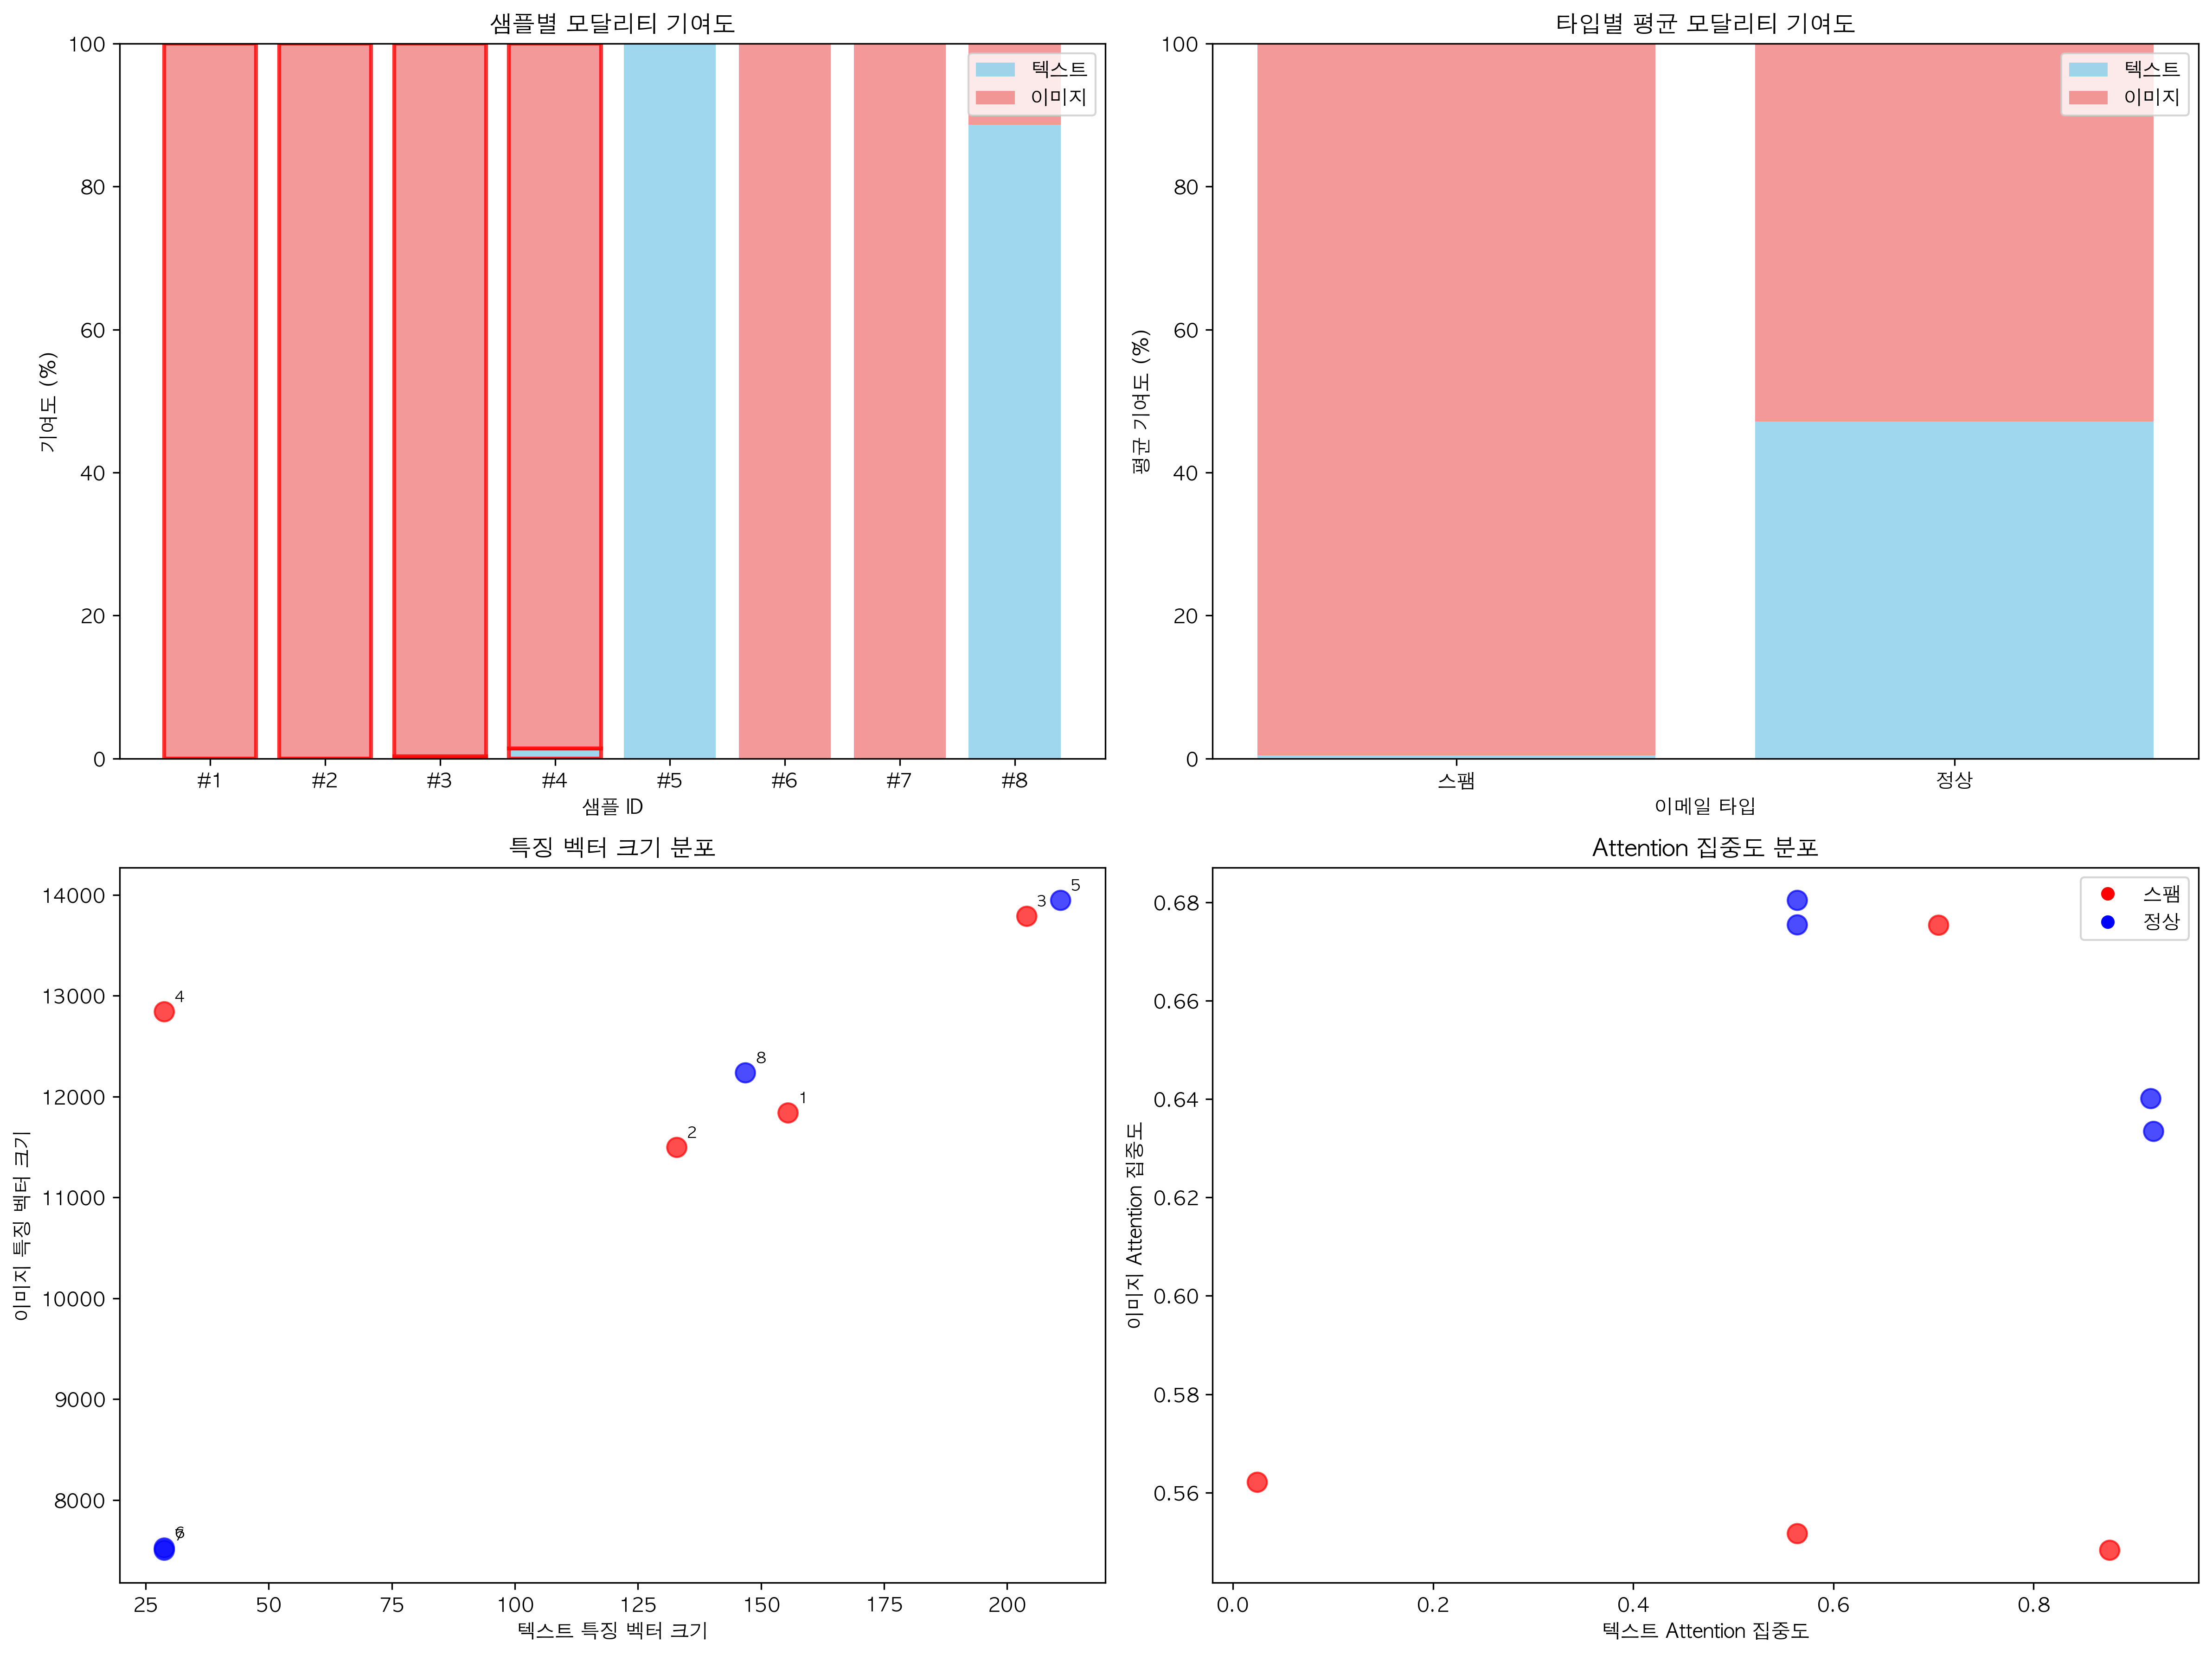 샘플별 모달리티 기여도
기여도 (%)
100
80
60
40
20
0
텍스트
이미지
#1 #2 #3 #4 #5 #6 #7 #8
샘플 ID
타입별 평균 모달리티 기여도
평균 기여도 (%)
100
80
60
40
20
0
텍스트
이미지
스팸 정상
이메일 타입
특징 벡터 크기 분포
이미지 특징 벡터 크기
14000
13000
12000
11000
10000
9000
8000
5
3
4
8
1
2
6
7
25 50 75 100 125 150 175 200
텍스트 특징 벡터 크기
Attention 집중도 분포
이미지 Attention 집중도
0.68
0.66
0.64
0.62
0.60
0.58
0.56
스팸
정상
0.0 0.2 0.4 0.6 0.8
텍스트 Attention 집중도